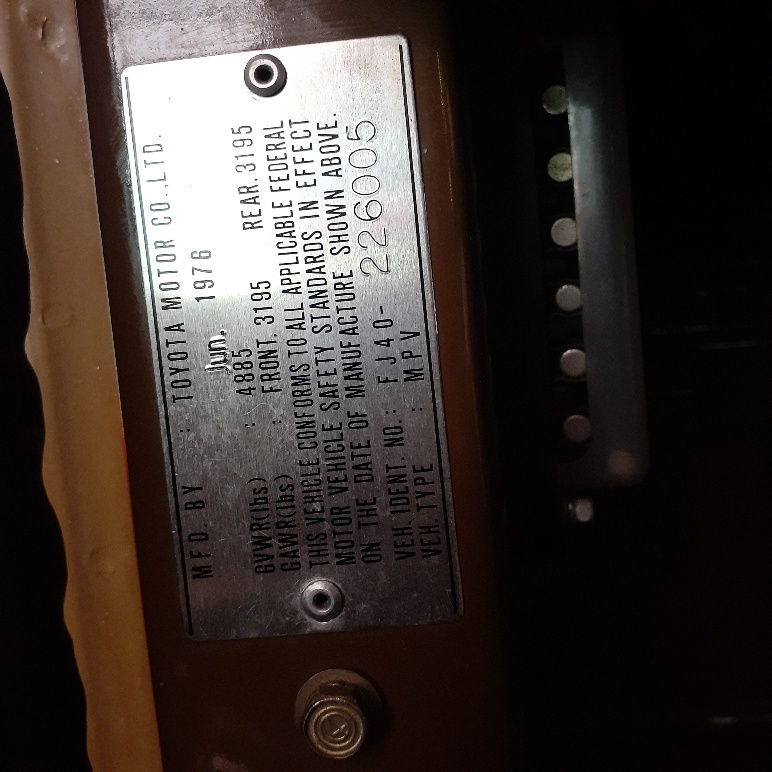 MFD. BY : TOYOTA MOTOR CO.,LTD.
Jun. 1976
GVWR(lbs) : 4885
GAWR(lbs) : FRONT. 3195 REAR. 3195
THIS VEHICLE CONFORMS TO ALL APPLICABLE FEDERAL
MOTOR VEHICLE SAFETY STANDARDS IN EFFECT
ON THE DATE OF MANUFACTURE SHOWN ABOVE.
VEH. IDENT. NO. : FJ40- 226005
VEH. TYPE : MPV